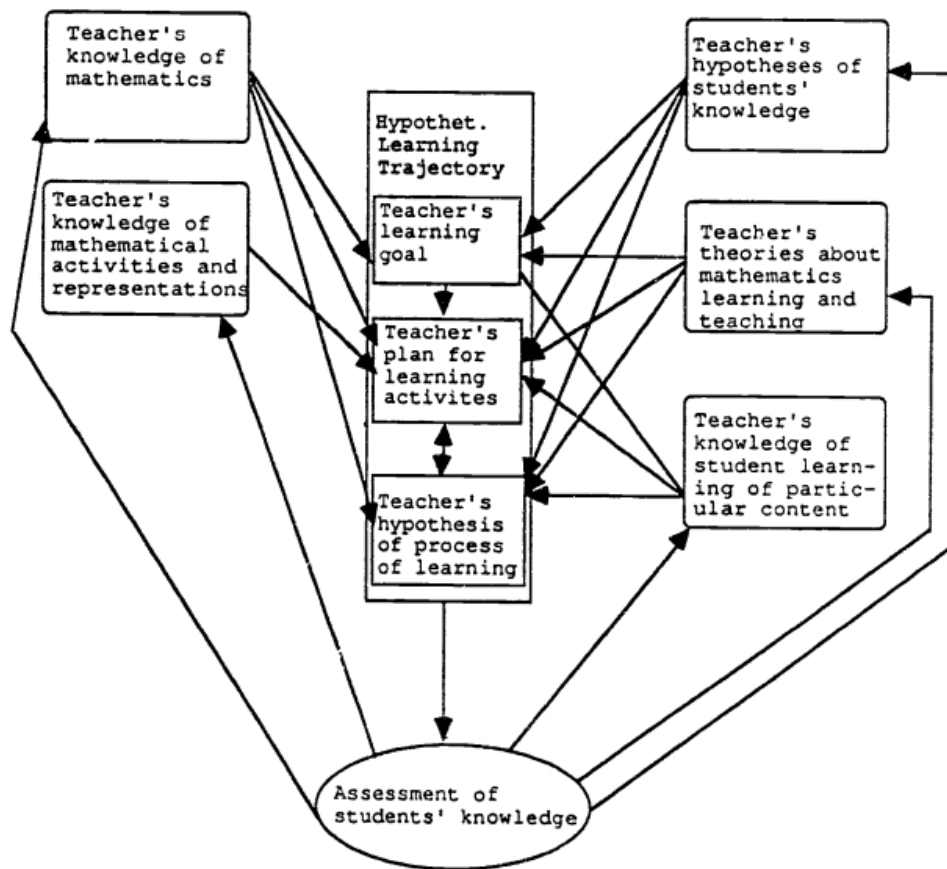 Teacher's
knowledge of
mathematics
Teacher's
knowledge of
mathematical
activities and
representations
Hypothet.
Learning
Trajectory
Teacher's
learning
goal
Teacher's
plan for
learning
activites
Teacher's
hypothesis
of process
of learning
Teacher's
hypotheses of
students'
knowledge
Teacher's
theories about
mathematics
learning and
teaching
Teacher's
knowledge of
student learn-
ing of partic-
ular content
Assessment of
students' knowledge